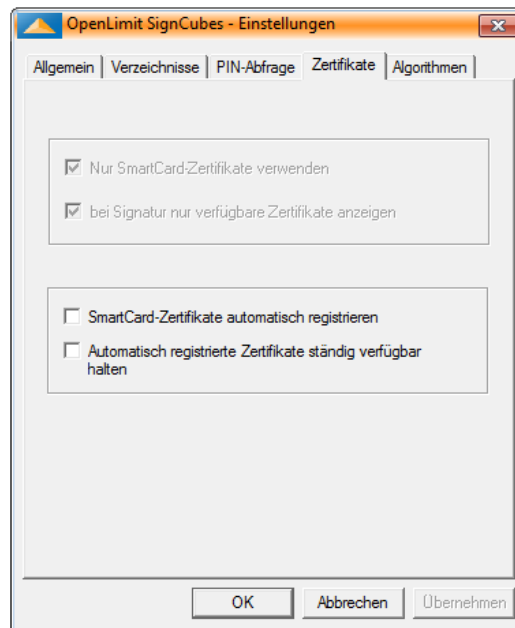 OpenLimit SignCubes - Einstellungen
Allgemein Verzeichnisse PIN-Abfrage Zertifikate Algorithmen
Nur SmartCard-Zertifikate verwenden
bei Signatur nur verfügbare Zertifikate anzeigen
SmartCard-Zertifikate automatisch registrieren
Automatisch registrierte Zertifikate ständig verfügbar
halten
OK Abbrechen Übernehmen